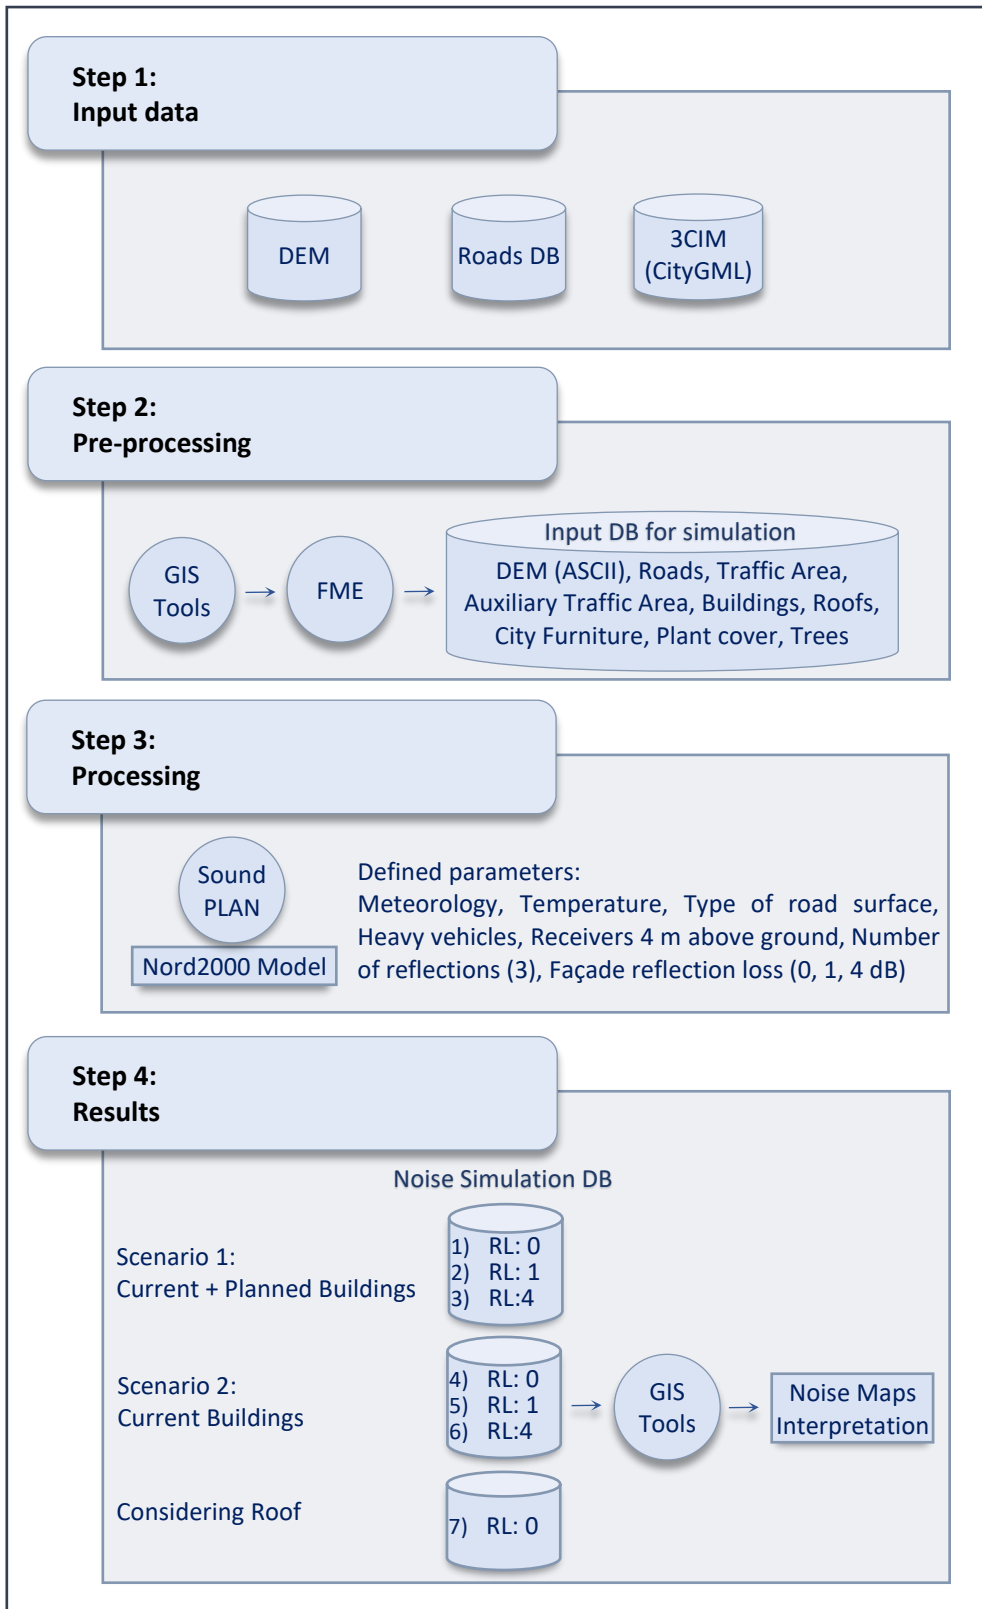 Step 1:
Input data
DEM
Roads DB
3CIM
(CityGML)
Step 2:
Pre-processing
GIS
Tools
FME
Input DB for simulation
DEM (ASCII), Roads, Traffic Area,
Auxiliary Traffic Area, Buildings, Roofs,
City Furniture, Plant cover, Trees
Step 3:
Processing
Sound
PLAN
Nord2000 Model
Defined parameters:
Meteorology, Temperature, Type of road surface,
Heavy vehicles, Receivers 4 m above ground, Number
of reflections (3), Façade reflection loss (0, 1, 4 dB)
Step 4:
Results
Noise Simulation DB
Scenario 1:
Current + Planned Buildings
1) RL: 0
2) RL: 1
3) RL:4
Scenario 2:
Current Buildings
4) RL: 0
5) RL: 1
6) RL:4
GIS
Tools
Noise Maps
Interpretation
Considering Roof
7) RL: 0